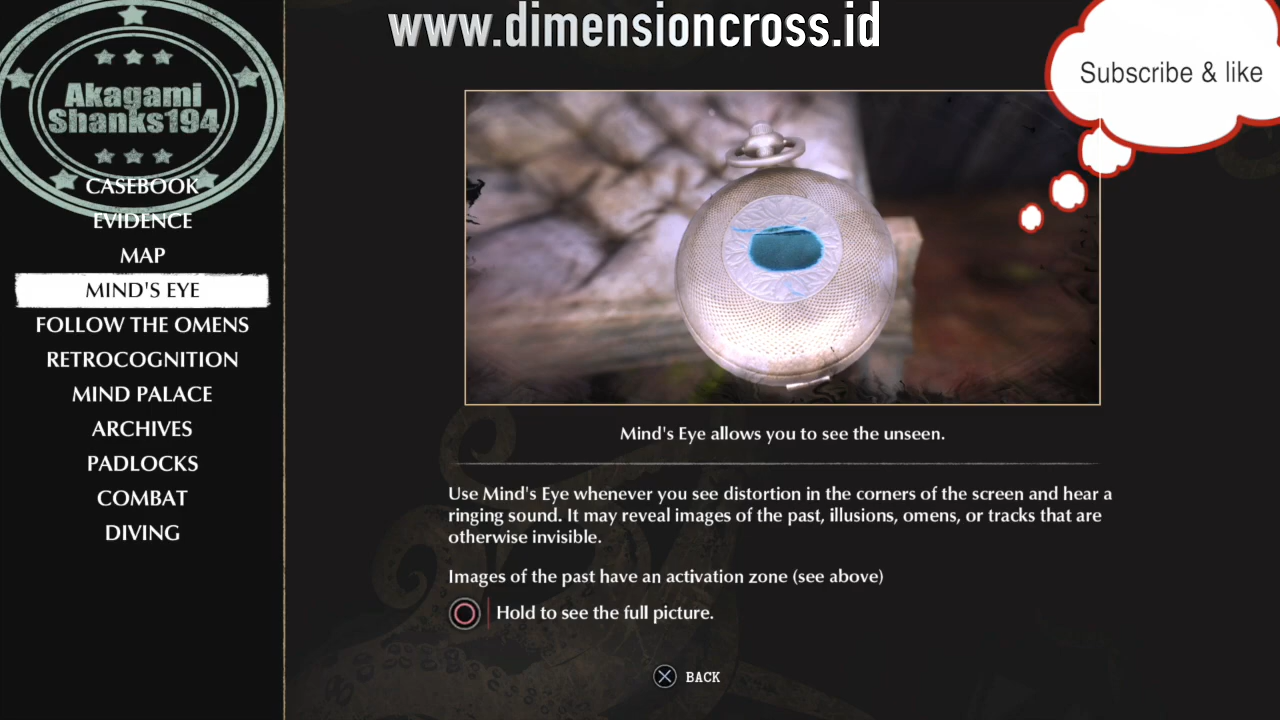 www.dimensioncross.id
Subscribe & like
Akagami
Shanks194
CASEBOOK
EVIDENCE
MAP
MIND'S EYE
FOLLOW THE OMENS
RETROCOGNITION
MIND PALACE
ARCHIVES
PADLOCKS
COMBAT
DIVING
Mind's Eye allows you to see the unseen.
Use Mind's Eye whenever you see distortion in the corners of the screen and hear a
ringing sound. It may reveal images of the past, illusions, omens, or tracks that are
otherwise invisible.
Images of the past have an activation zone (see above)
Hold to see the full picture.
BACK